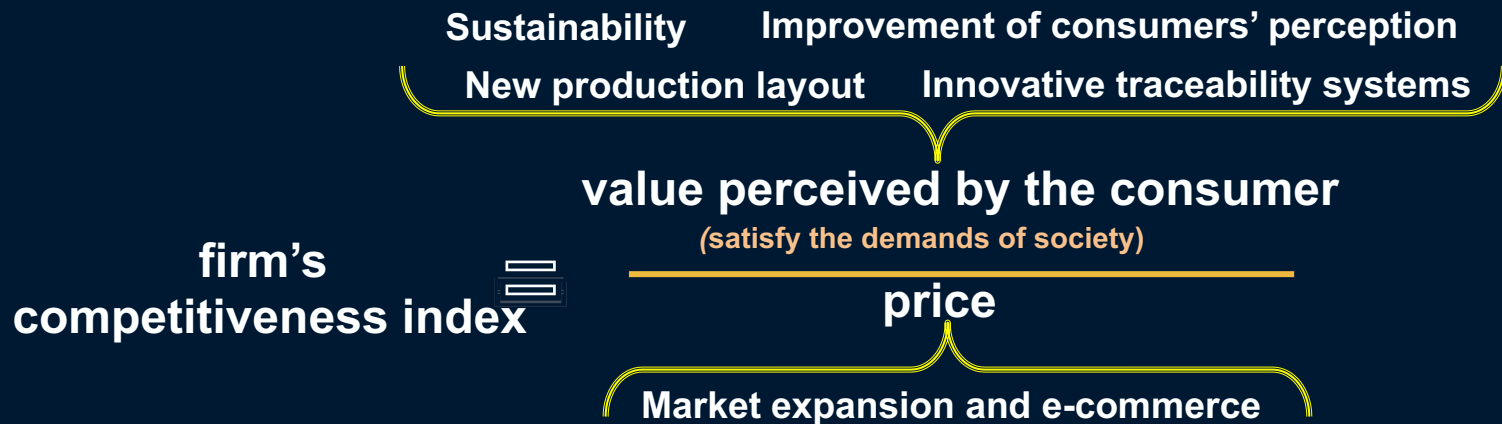 Sustainability Improvement of consumers’ perception
New production layout Innovative traceability systems
value perceived by the consumer
(satisfy the demands of society)
firm’s
competitiveness index
=
price
Market expansion and e-commerce